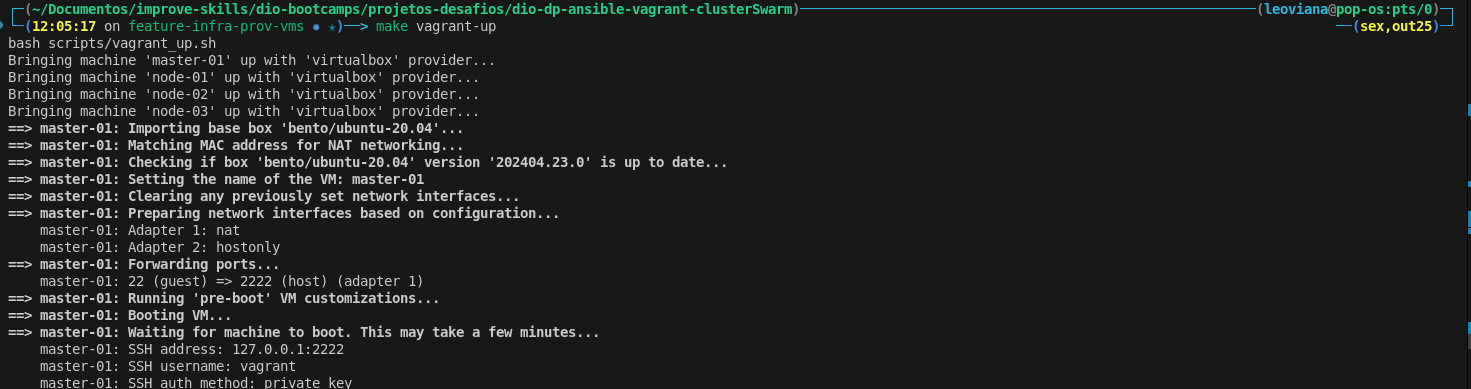 (~/Documentos/improve-skills/dio-bootcamps/projetos-desafios/dio-dp-ansible-vagrant-clusterSwarm) (leoviana@pop-os:pts/0)
(12:05:17 on feature-infra-prov-vms ✹ ✭)──> make vagrant-up (sex,out25)
bash scripts/vagrant_up.sh
Bringing machine 'master-01' up with 'virtualbox' provider...
Bringing machine 'node-01' up with 'virtualbox' provider...
Bringing machine 'node-02' up with 'virtualbox' provider...
Bringing machine 'node-03' up with 'virtualbox' provider...
==> master-01: Importing base box 'bento/ubuntu-20.04'...
==> master-01: Matching MAC address for NAT networking...
==> master-01: Checking if box 'bento/ubuntu-20.04' version '202404.23.0' is up to date...
==> master-01: Setting the name of the VM: master-01
==> master-01: Clearing any previously set network interfaces...
==> master-01: Preparing network interfaces based on configuration...
    master-01: Adapter 1: nat
    master-01: Adapter 2: hostonly
==> master-01: Forwarding ports...
    master-01: 22 (guest) => 2222 (host) (adapter 1)
==> master-01: Running 'pre-boot' VM customizations...
==> master-01: Booting VM...
==> master-01: Waiting for machine to boot. This may take a few minutes...
    master-01: SSH address: 127.0.0.1:2222
    master-01: SSH username: vagrant
    master-01: SSH auth method: private key